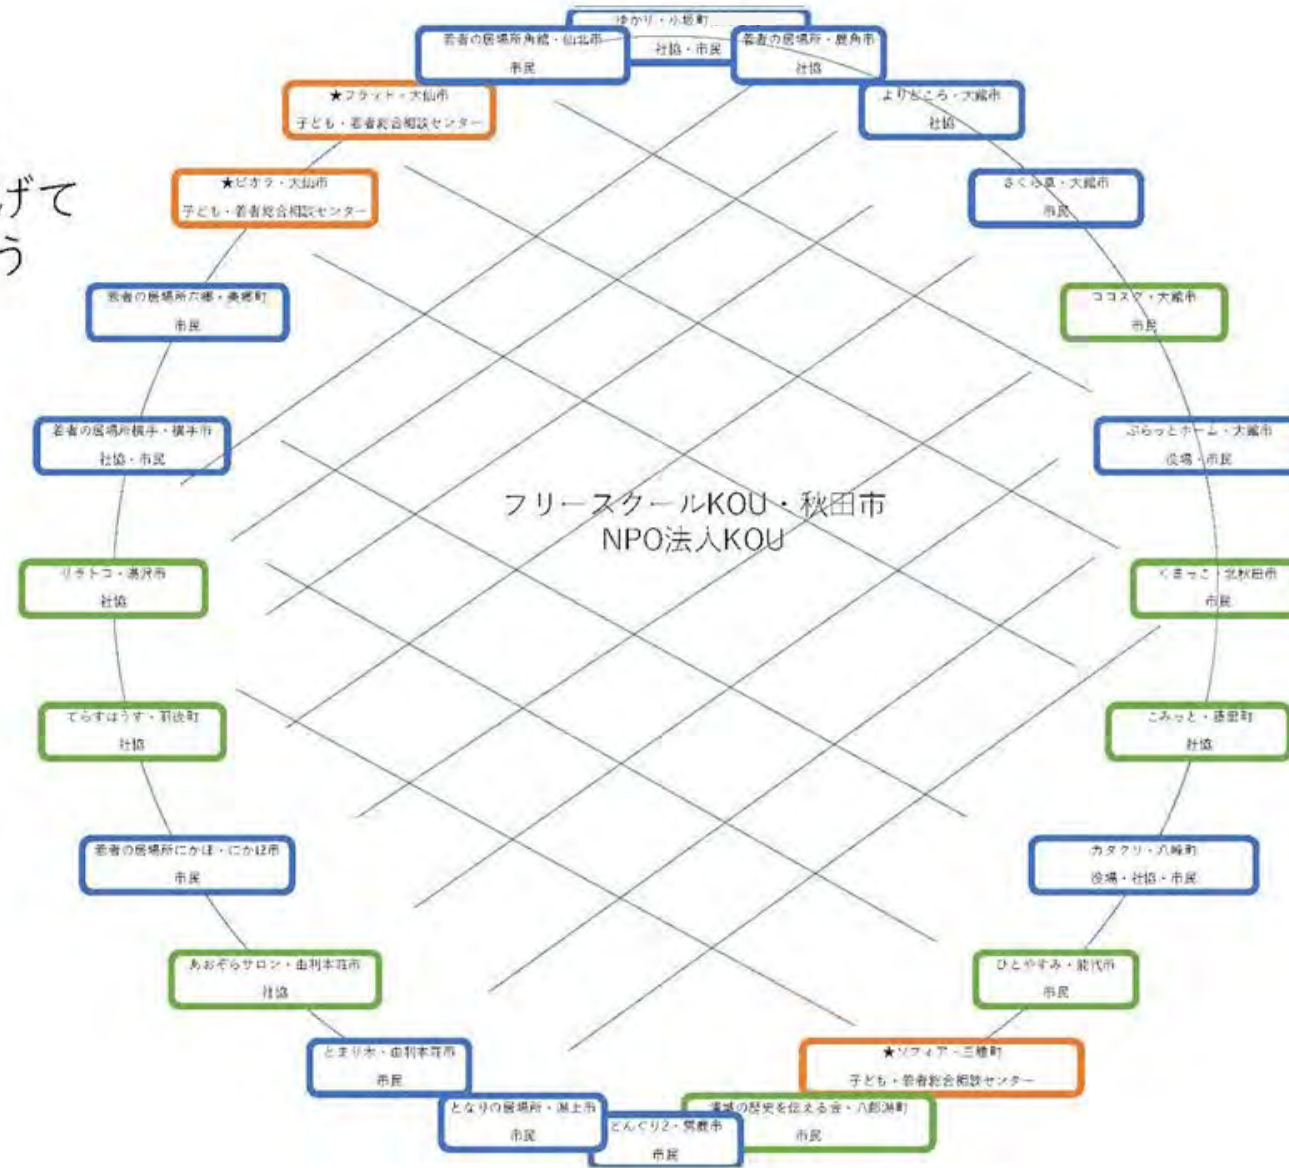 げて
う
ゆかり・小坂町
社協・市民
若者の居場所角館・仙北市
市民
若者の居場所・鹿角市
社協
★フラット・大仙市
子ども・若者総合相談センター
よりどころ・大館市
社協
★ビオラ・大仙市
子ども・若者総合相談センター
さくら草・大館市
市民
若者の居場所六郷・美郷町
市民
ココスク・大館市
市民
若者の居場所横手・横手市
社協・市民
ぷらっとホーム・大館市
役場・市民
フリースクールKOU・秋田市
NPO法人KOU
・湯沢市
社協
くまっこ・北秋田市
市民
てらすはうす・羽後町
社協
こみっと・藤里町
社協
若者の居場所にかほ・にかほ市
市民
カタクリ・八峰町
役場・社協・市民
あおぞらサロン・由利本荘市
社協
ひとやすみ・能代市
市民
とまり木・由利本荘市
市民
★ソフィア・三種町
子ども・若者総合相談センター
となりの居場所・潟上市
市民
どんぐり2・男鹿市
市民
の歴史を伝える会・八郎潟町
市民